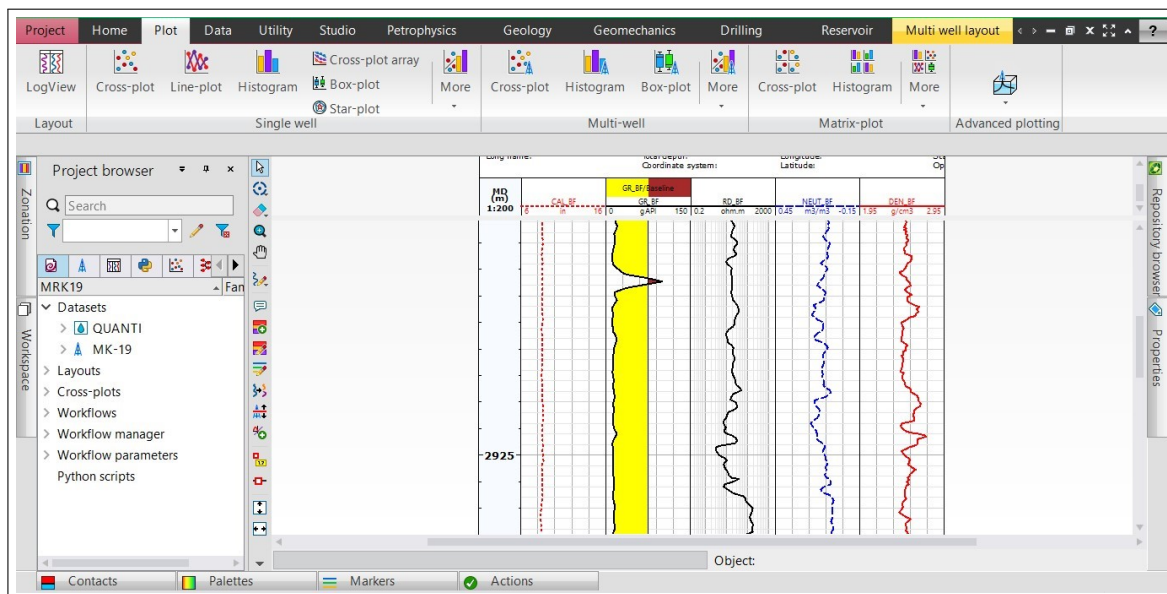 Project Home Plot Data Utility Studio Petrophysics Geology Geomechanics Drilling Reservoir Multi well layout ?
LogView Cross-plot Line-plot Histogram Cross-plot array Box-plot Star-plot More Cross-plot Histogram Box-plot More Cross-plot Histogram More
Layout Single well Multi-well Matrix-plot Advanced plotting
Zonation
Workspace
Project browser
Search
MRK19 Fan
Datasets
QUANTI
MK-19
Layouts
Cross-plots
Workflows
Workflow manager
Workflow parameters
Python scripts
Coordinate system: Latitude: Op
GR_BF/Baseline
MD
(m)
1:200
CAL_BF GR_BF RD_BF NEUT_BF DEN_BF
6 in 16 0 gAPI 150 0.2 ohm.m 2000 0.45 m3/m3 -0.15 1.95 g/cm3 2.95
2925
Repository browser
Properties
Object:
Contacts Palettes Markers Actions